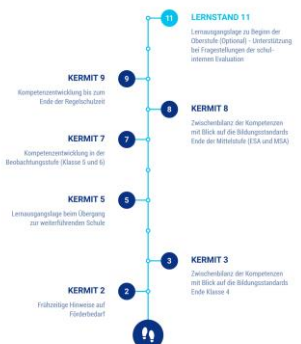 11
LERNSTAND 11
Lernausgangslage zu Beginn der
Oberstufe (Optional) - Unterstützung
bei Fragestellungen der schul-
internen Evaluation
KERMIT 9
9
Kompetenzentwicklung bis zum
Ende der Regelschulzeit
8
KERMIT 8
Zwischenbilanz der Kompetenzen
mit Blick auf die Bildungsstandards
Ende der Mittelstufe (ESA und MSA)
KERMIT 7
7
Kompetenzentwicklung in der
Beobachtungsstufe (Klasse 5 und 6)
KERMIT 5
5
Lernausgangslage beim Übergang
zur weiterführenden Schule
3
KERMIT 3
Zwischenbilanz der Kompetenzen
mit Blick auf die Bildungsstandards
Ende Klasse 4
KERMIT 2
2
Frühzeitige Hinweise auf
Förderbedarf